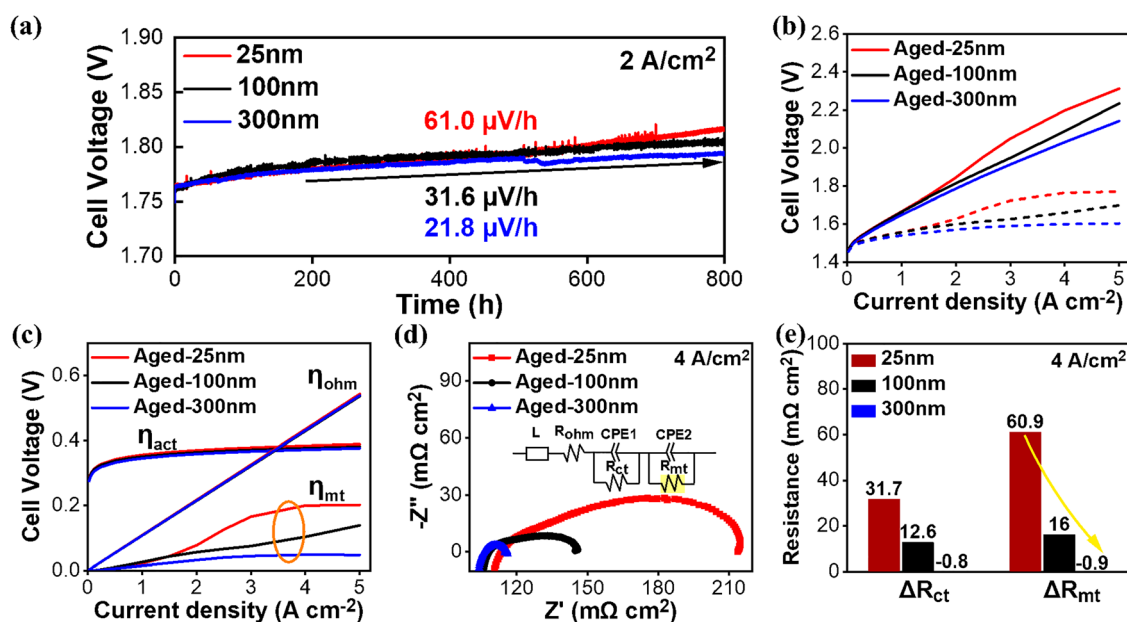 (a)
1.90
1.85
1.80
1.75
1.70
Cell Voltage (V)
25nm
100nm
300nm
2 A/cm²
61.0 µV/h
31.6 µV/h
21.8 µV/h
0 200 400 600 800
Time (h)
(b)
2.6
2.4
2.2
2.0
1.8
1.6
1.4
Cell Voltage (V)
Aged-25nm
Aged-100nm
Aged-300nm
0 1 2 3 4 5
Current density (A cm⁻²)
(c)
0.6
0.4
0.2
0.0
Cell Voltage (V)
Aged-25nm
Aged-100nm
Aged-300nm
ηohm
ηact
ηmt
0 1 2 3 4 5
Current density (A cm⁻²)
(d)
90
60
30
0
-Z'' (mΩ cm²)
Aged-25nm
Aged-100nm
Aged-300nm
4 A/cm²
L Rohm CPE1 CPE2
Rct Rmt
120 150 180 210
Z' (mΩ cm²)
(e)
100
80
60
40
20
0
Resistance (mΩ cm²)
25nm
100nm
300nm
4 A/cm²
31.7
12.6
-0.8
60.9
16
-0.9
ΔRct ΔRmt